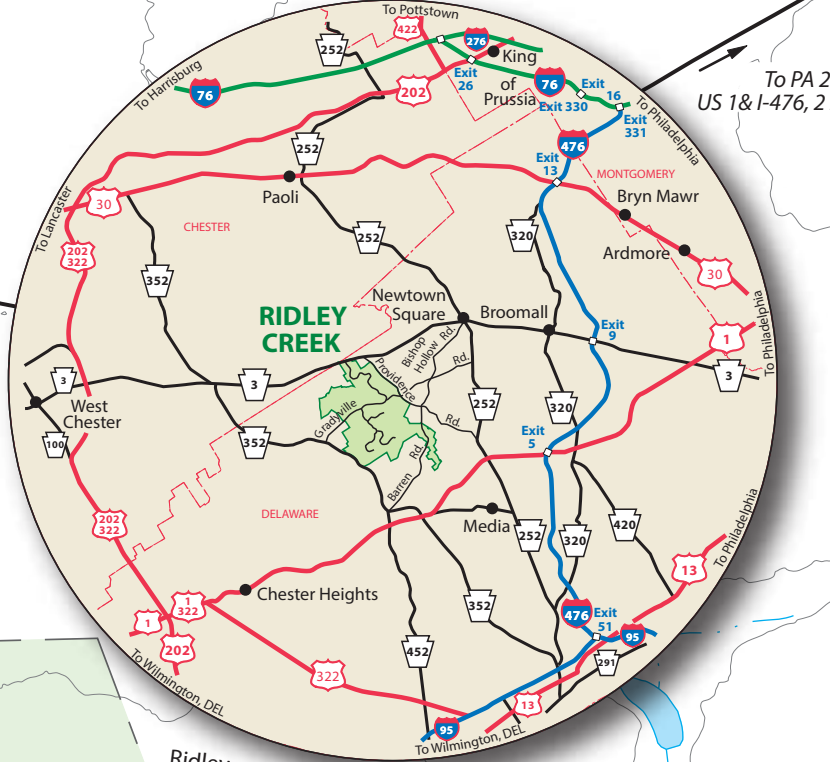 To Pottstown
422
252
276
King
of
Prussia
Exit
26
To Harrisburg
76
202
76
Exit 330
Exit
16
Exit
331
To Philadelphia
To PA 2
US 1& I-476, 2
476
Exit
13
MONTGOMERY
252
Paoli
Bryn Mawr
To Lancaster
30
CHESTER
252
320
Ardmore
30
202
322
352
RIDLEY
CREEK
Newtown
Square
Broomall
Exit
9
1
To Philadelphia
Bishop
Hollow Rd.
Rd.
Providence
3
3
3
West
Chester
100
352
Gradyville
Rd.
252
320
Exit
5
Barren Rd.
202
322
DELAWARE
Media
252
320
420
To Philadelphia
13
Chester Heights
1
322
1
202
352
476
Exit
51
95
291
452
322
13
95
To Wilmington, DEL
To Wilmington, DEL
Ridley